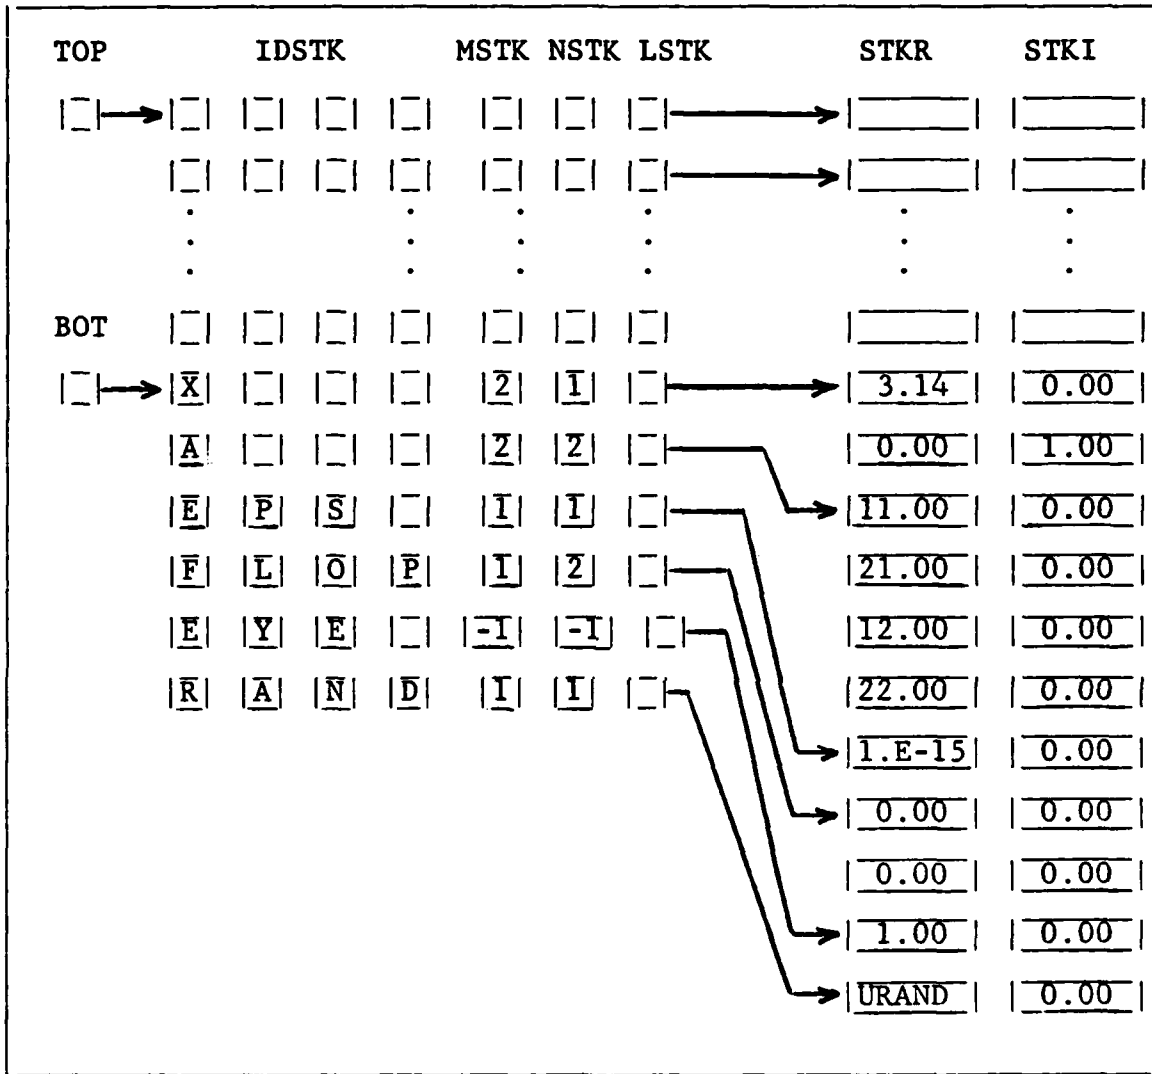 TOP IDSTK MSTK NSTK LSTK STKR STKI
BOT
X 2 1 3.14 0.00
A 2 2 0.00 1.00
E P S 1 1 11.00 0.00
F L O P 1 2 21.00 0.00
E Y E -1 -1 12.00 0.00
R A N D 1 1 22.00 0.00
1.E-15 0.00
0.00 0.00
0.00 0.00
1.00 0.00
URAND 0.00